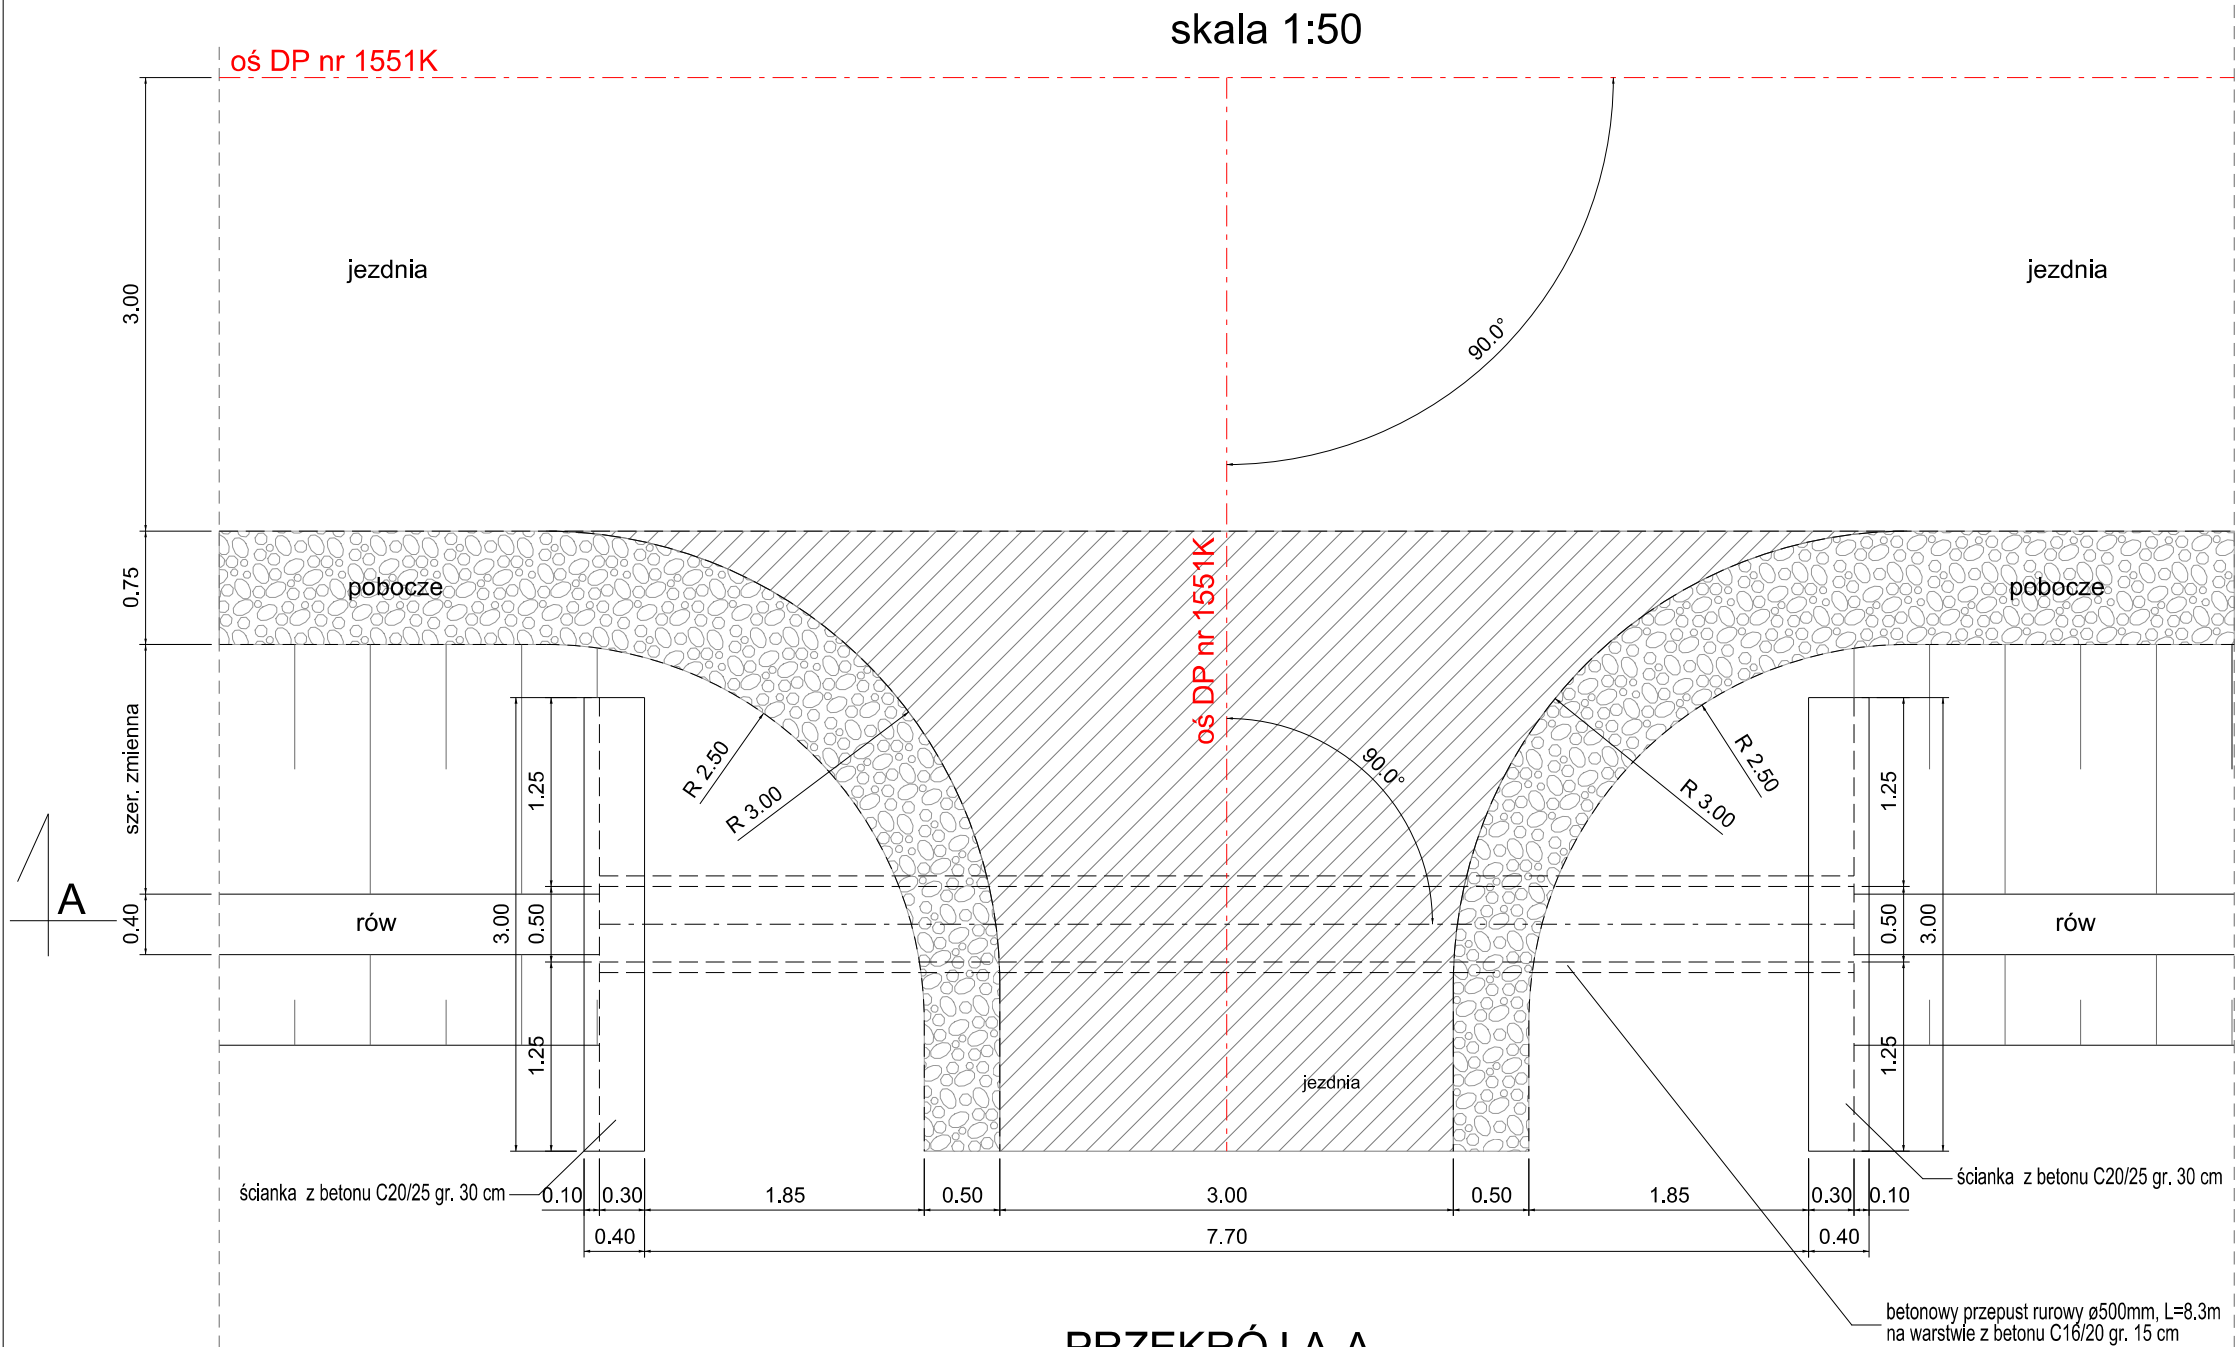 skala 1:50
oś DP nr 1551K
jezdnia
jezdnia
3.00
90.0°
oś DP nr 1551K
0.75
pobocze
pobocze
szer. zmienna
R 2.50
R 3.00
90.0°
R 3.00
R 2.50
1.25
1.25
A
0.40
rów
3.00
0.50
0.50
3.00
rów
1.25
1.25
jezdnia
ścianka z betonu C20/25 gr. 30 cm
ścianka z betonu C20/25 gr. 30 cm
0.10 0.30 1.85 0.50 3.00 0.50 1.85 0.30 0.10
0.40 7.70 0.40
betonowy przepust rurowy ø500mm, L=8.3m
na warstwie z betonu C16/20 gr. 15 cm
PRZEKRÓJ A-A